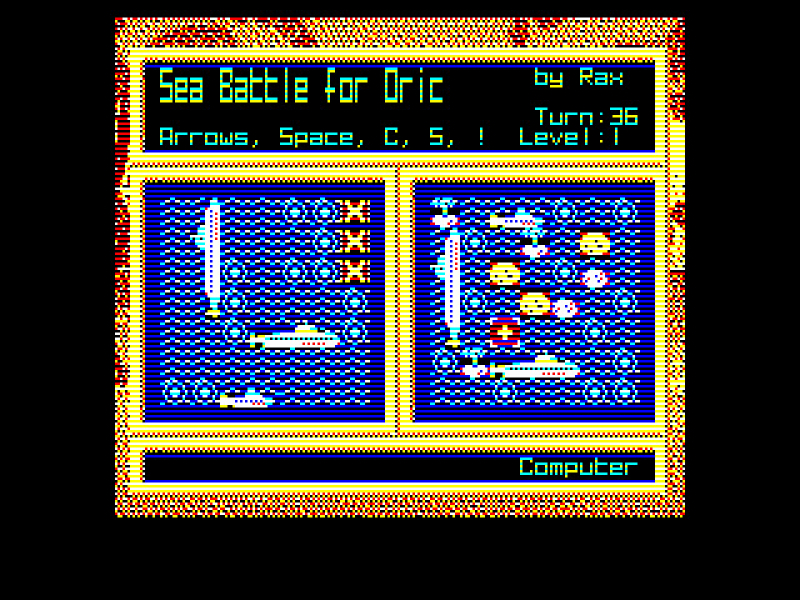 Sea Battle for Oric
by Rax
Turn:36
Arrows, Space, C, S, !
Level:1
Computer